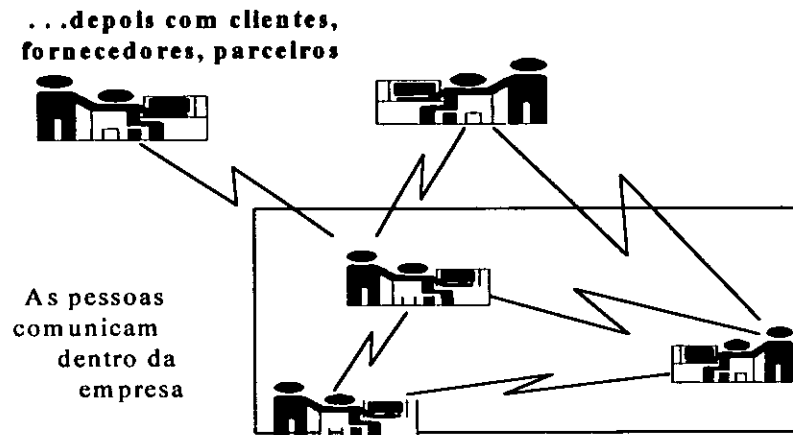 ...depois com clientes,
fornecedores, parceiros
As pessoas
comunicam
dentro da
empresa